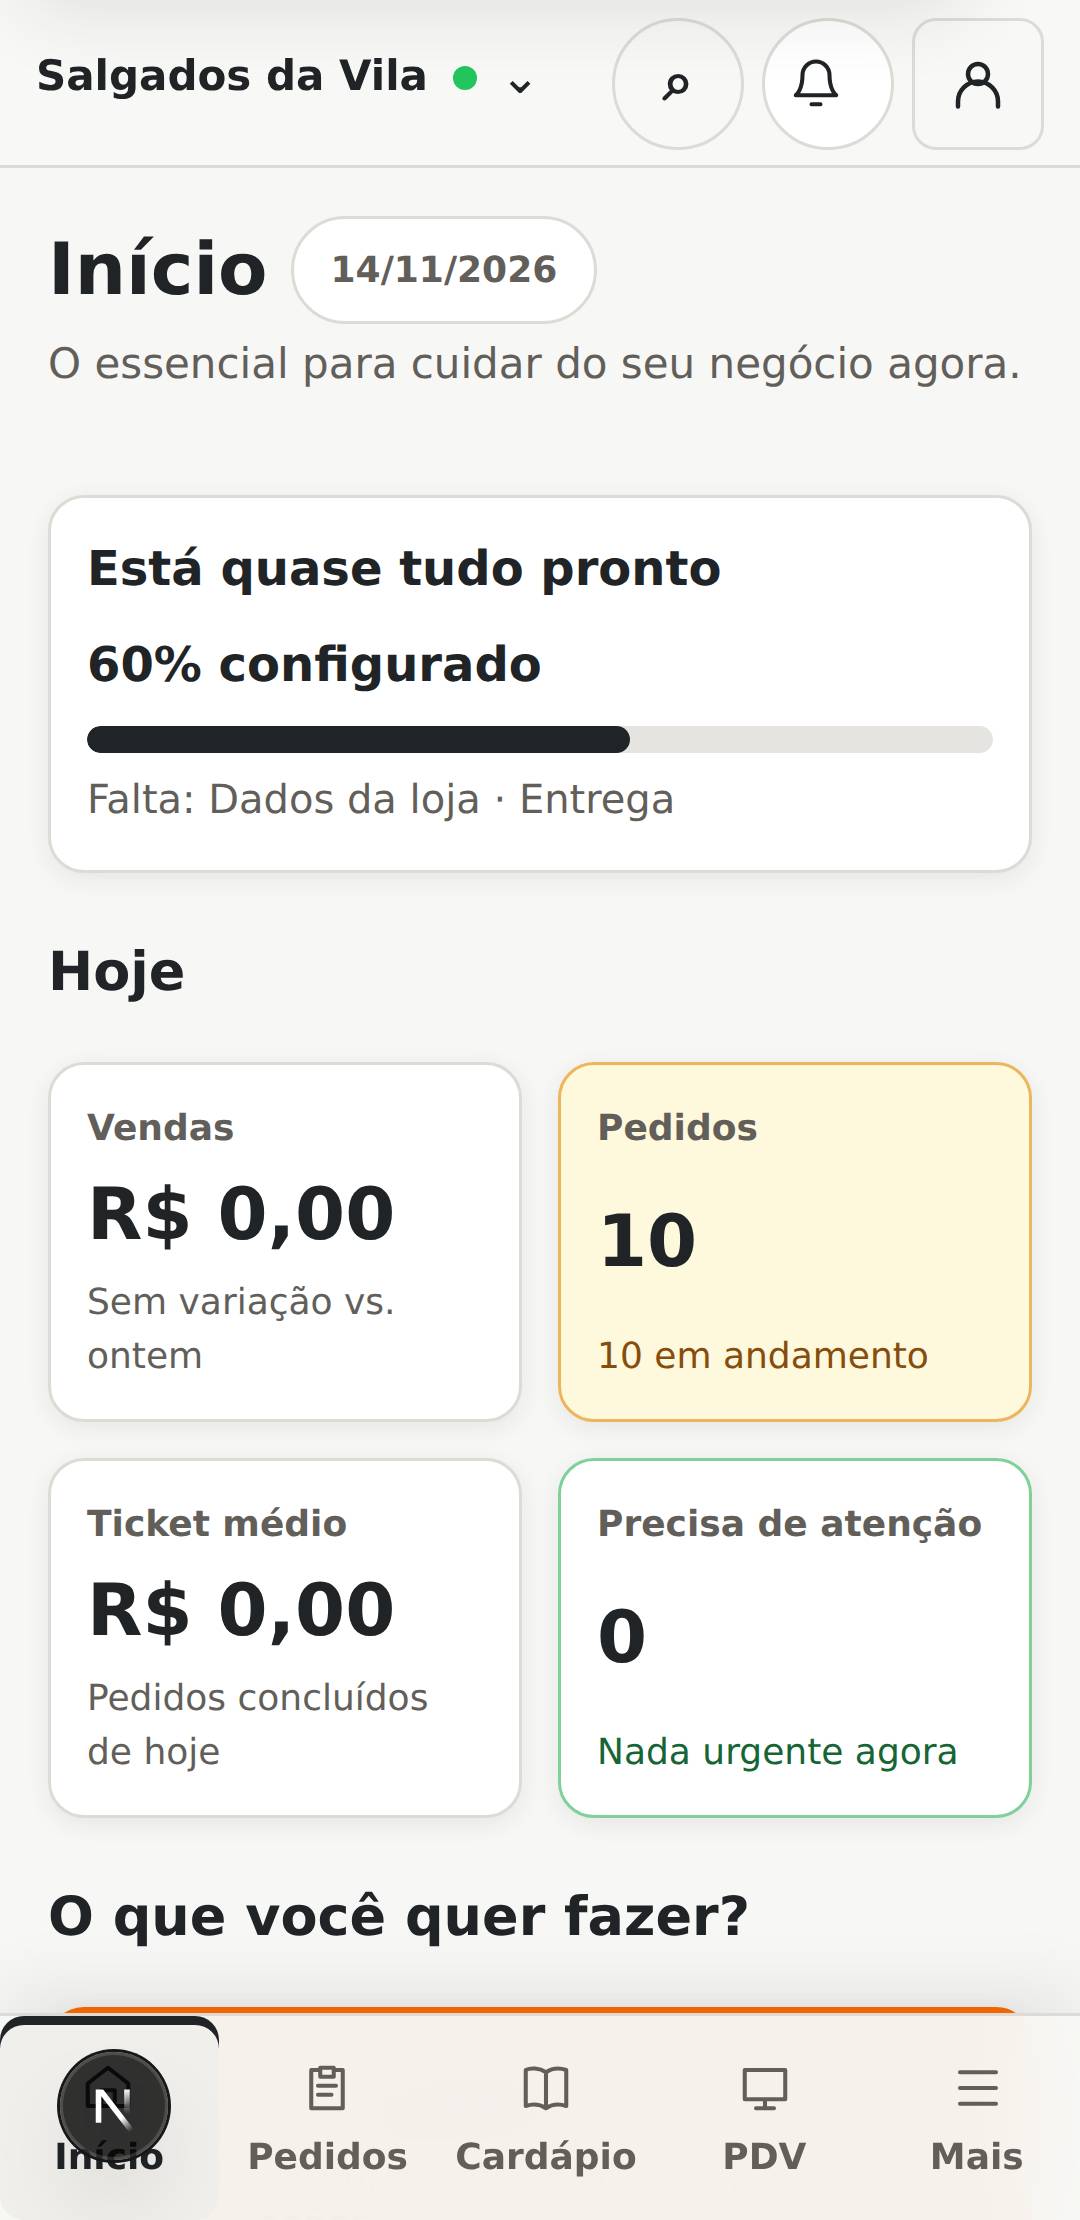 Salgados da Vila
Início
14/11/2026
O essencial para cuidar do seu negócio agora.
Está quase tudo pronto
60% configurado
Falta: Dados da loja · Entrega
Hoje
Vendas
R$ 0,00
Sem variação vs.
ontem
Pedidos
10
10 em andamento
Ticket médio
R$ 0,00
Pedidos concluídos
de hoje
Precisa de atenção
0
Nada urgente agora
O que você quer fazer?
N
Início
Pedidos
Cardápio
PDV
Mais